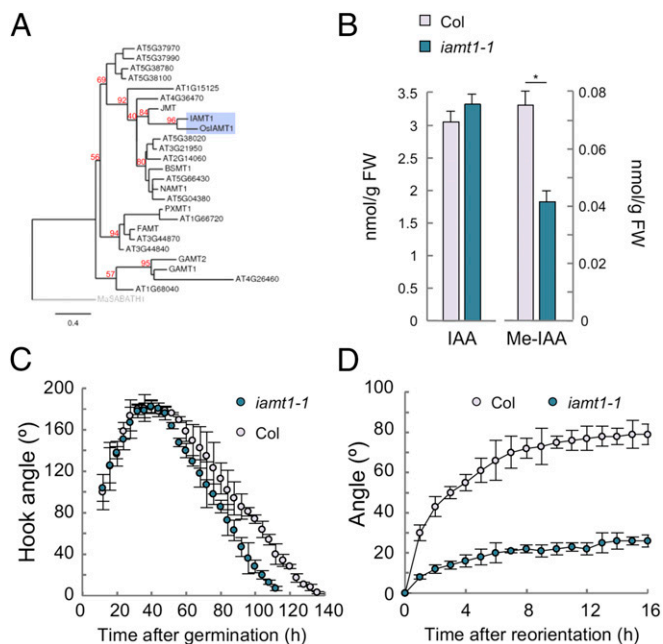 A
AT5G37970
AT5G37990
AT5G38780
AT5G38100
AT1G15125
AT4G36470
JMT
IAMT1
OsIAMT1
AT5G38020
AT3G21950
AT2G14060
BSMT1
AT5G66430
NAMT1
AT5G04380
PXMT1
AT1G66720
FAMT
AT3G44870
AT3G44840
GAMT2
GAMT1
AT4G26460
AT1G68040
MaSABATHi
69
92
40
84
96
80
56
94
95
57
0.4
B
Col
iamt1-1
*
nmol/g FW
3.5
3
2.5
2
1.5
1
0.5
0
0.08
0.06
0.04
0.02
0
nmol/g FW
IAA
Me-IAA
C
iamt1-1
Col
Hook angle (º)
200
160
120
80
40
0
0 20 40 60 80 100 120 140
Time after germination (h)
D
Col
iamt1-1
Angle (º)
100
80
60
40
20
0
0 4 8 12 16
Time after reorientation (h)